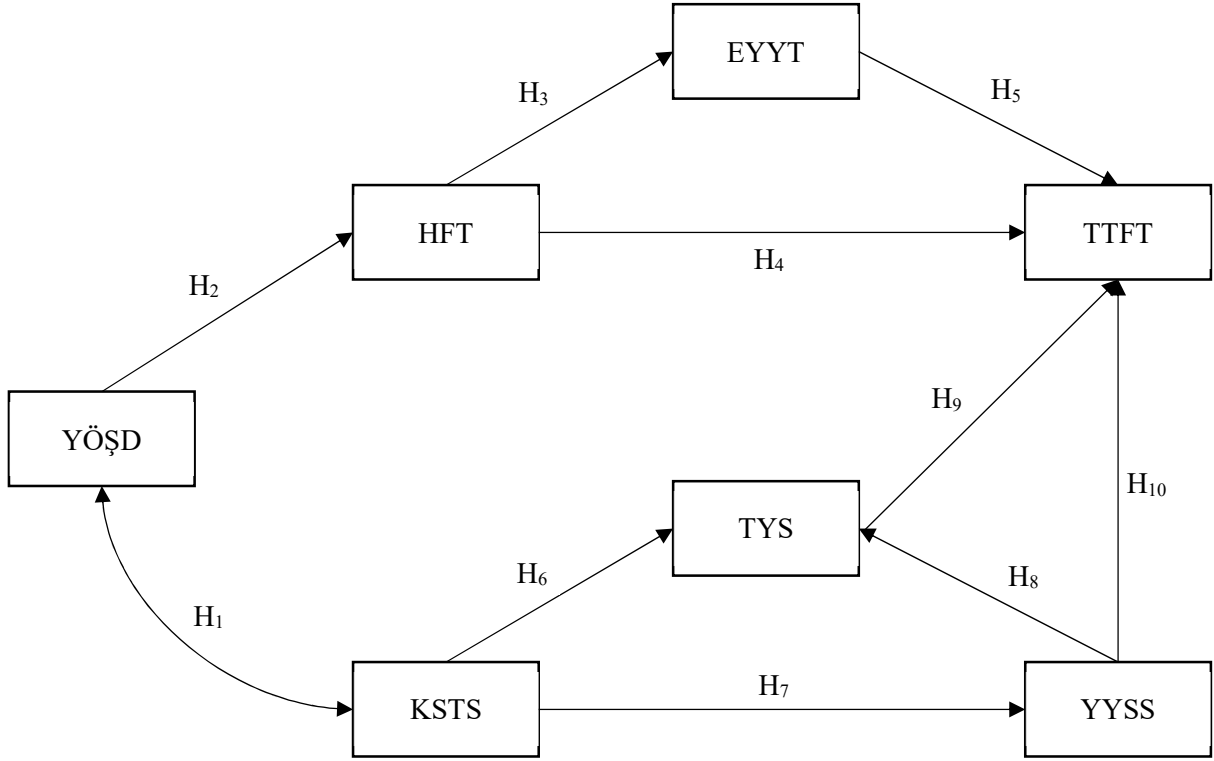 EYYT
H₃
H₅
HFT
TTFT
H₄
H₂
H₉
YÖŞD
H₁₀
TYS
H₆
H₈
H₁
H₇
KSTS
YYSS